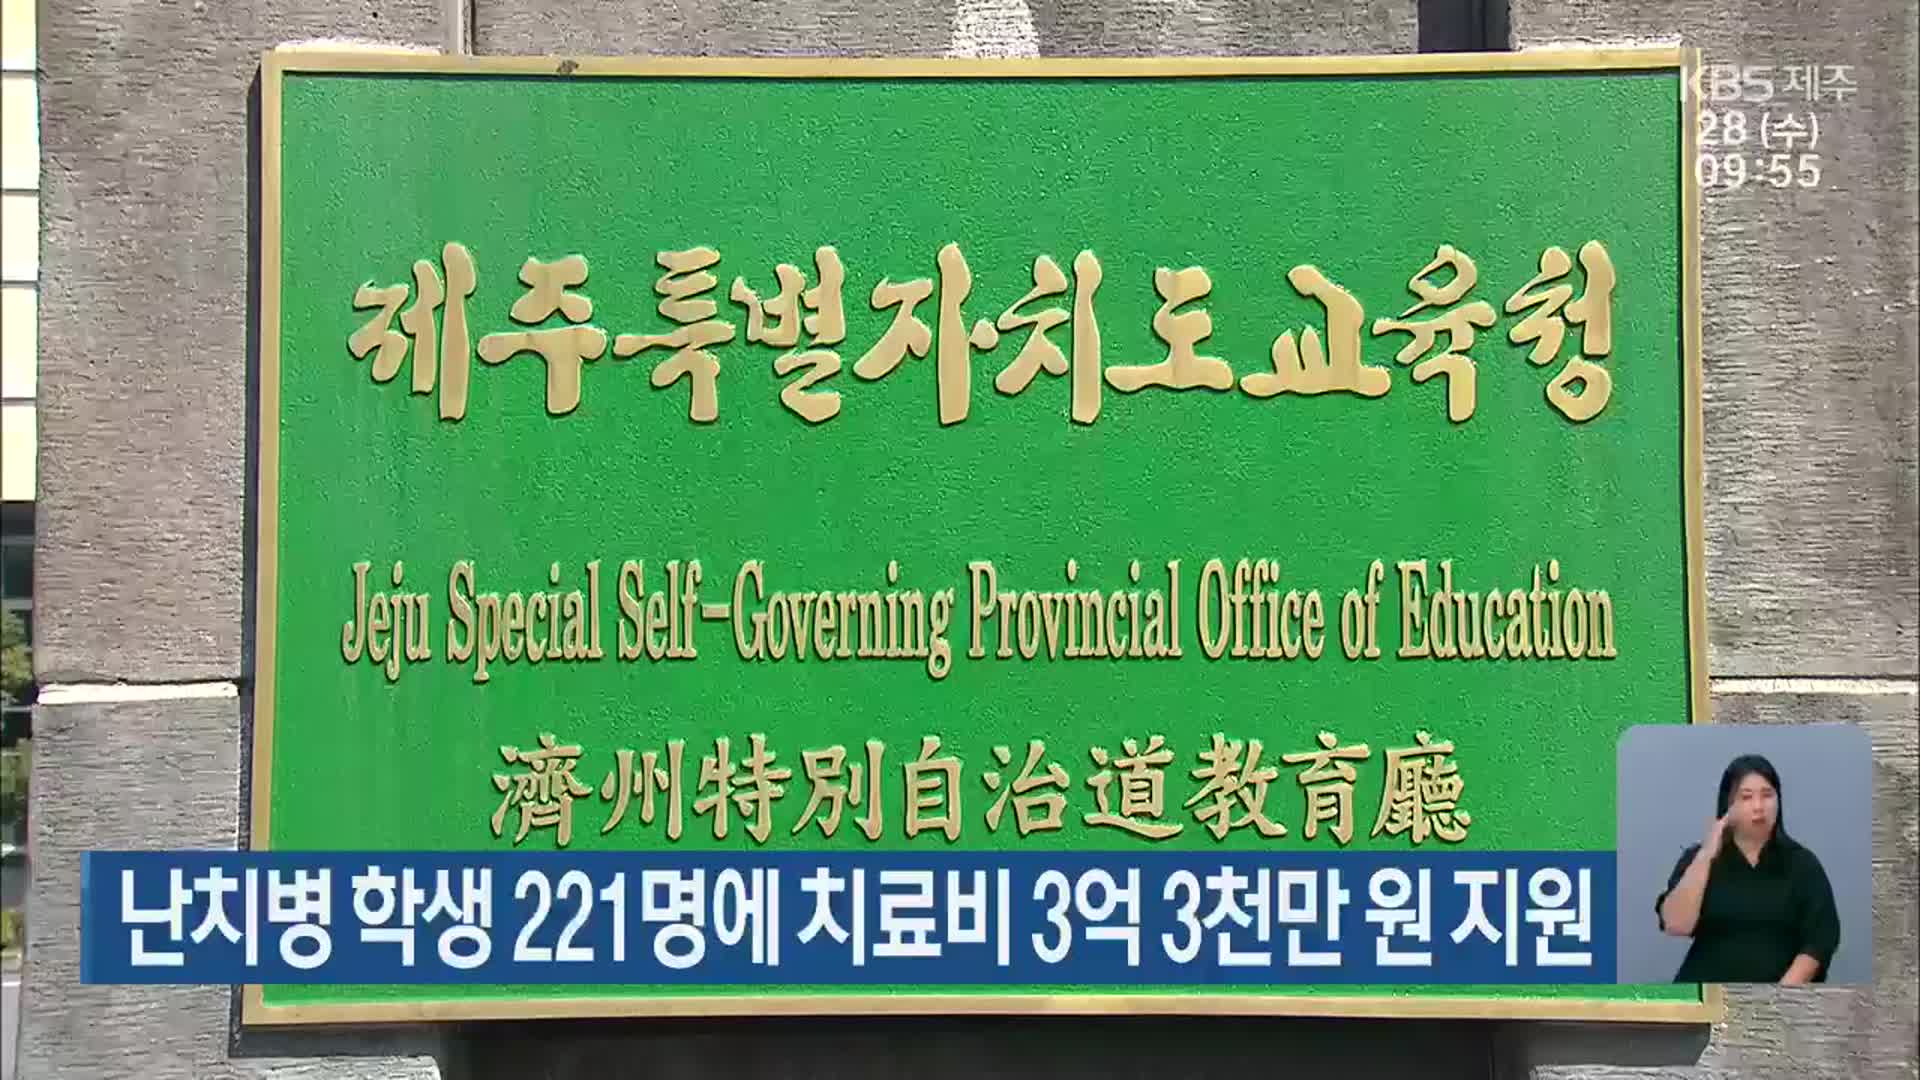 KBS 제주
28 (수)
09:55
제주특별자치도교육청
Jeju Special Self-Governing Provincial Office of Education
濟州特別自治道教育廳
난치병 학생 221명에 치료비 3억 3천만 원 지원